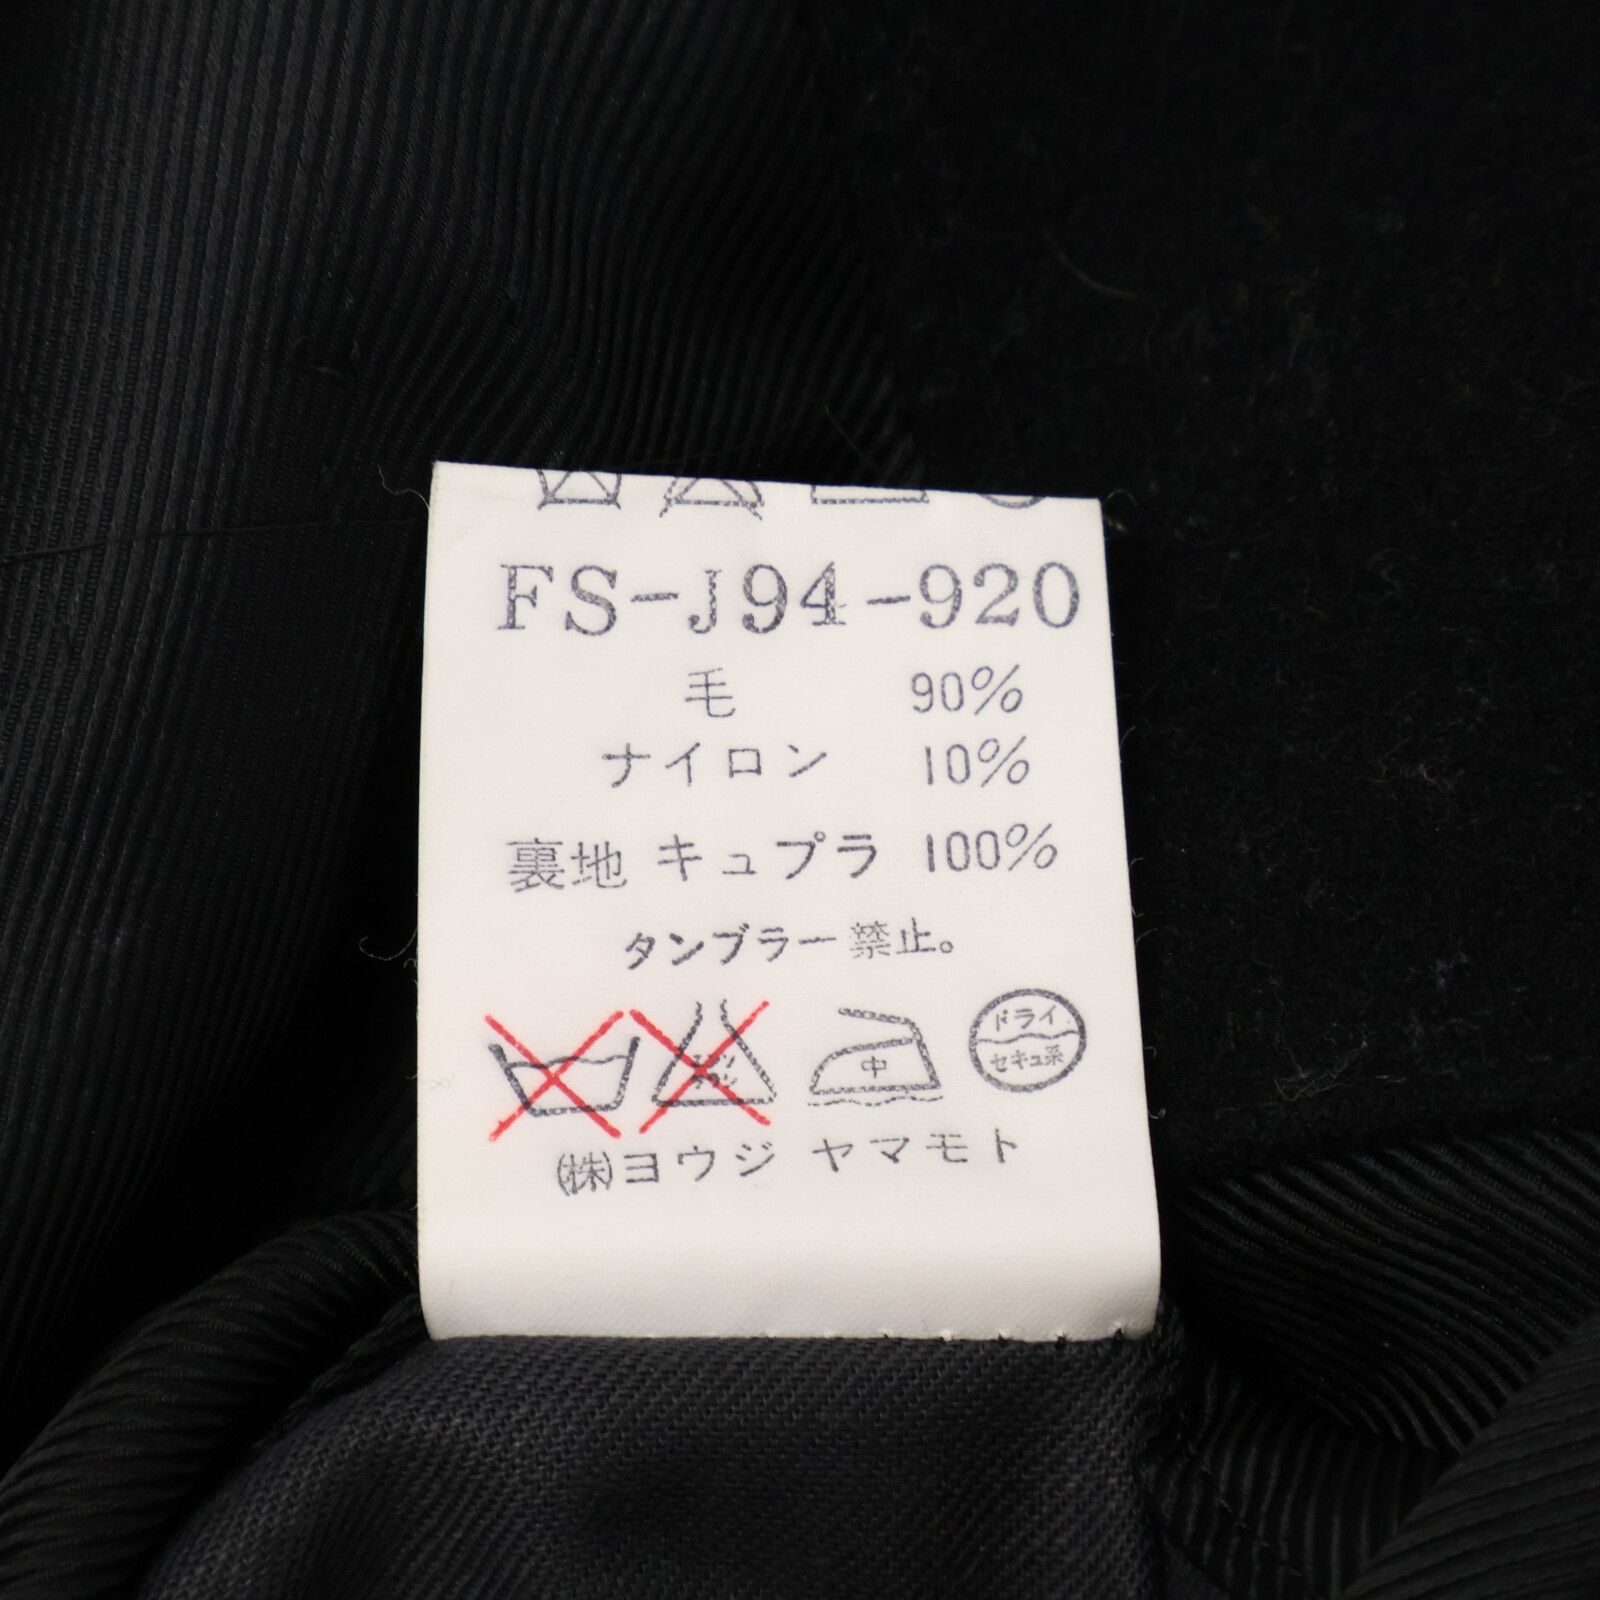 FS-J94-920
毛 90%
ナイロン 10%
裏地 キュプラ 100%
タンブラー禁止。
中
ドライ
セキュ系
㈱ヨウジ ヤマモト